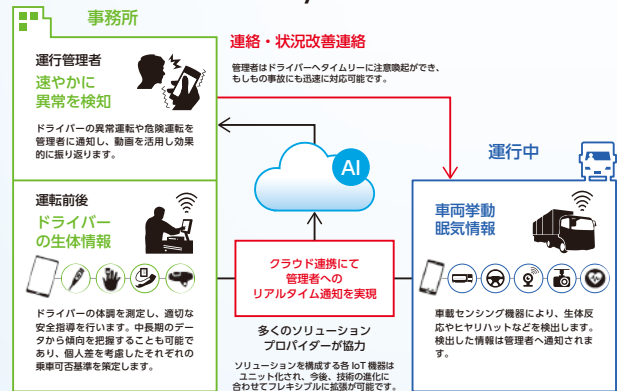 事務所
運行管理者
速やかに
異常を検知
ドライバーの異常運転や危険運転を
管理者に通知し、動画を活用し効果
的に振り返ります。
連絡・状況改善連絡
管理者はドライバーへタイムリーに注意喚起ができ、
もしもの事故にも迅速に対応可能です。
AI
運転前後
ドライバー
の生体情報
ドライバーの体調を測定し、適切な
安全指導を行います。中長期のデー
タから傾向を把握することも可能で
あり、個人差を考慮したそれぞれの
乗車可否基準を策定します。
クラウド連携にて
管理者への
リアルタイム通知を実現
多くのソリューション
プロバイダーが協力
ソリューションを構成する各 IoT 機器は
ユニット化され、今後、技術の進化に
合わせてフレキシブルに拡張が可能です。
運行中
車両挙動
眠気情報
車載センシング機器により、生体反
応やヒヤリハットなどを検出します。
検出した情報は管理者へ通知されま
す。